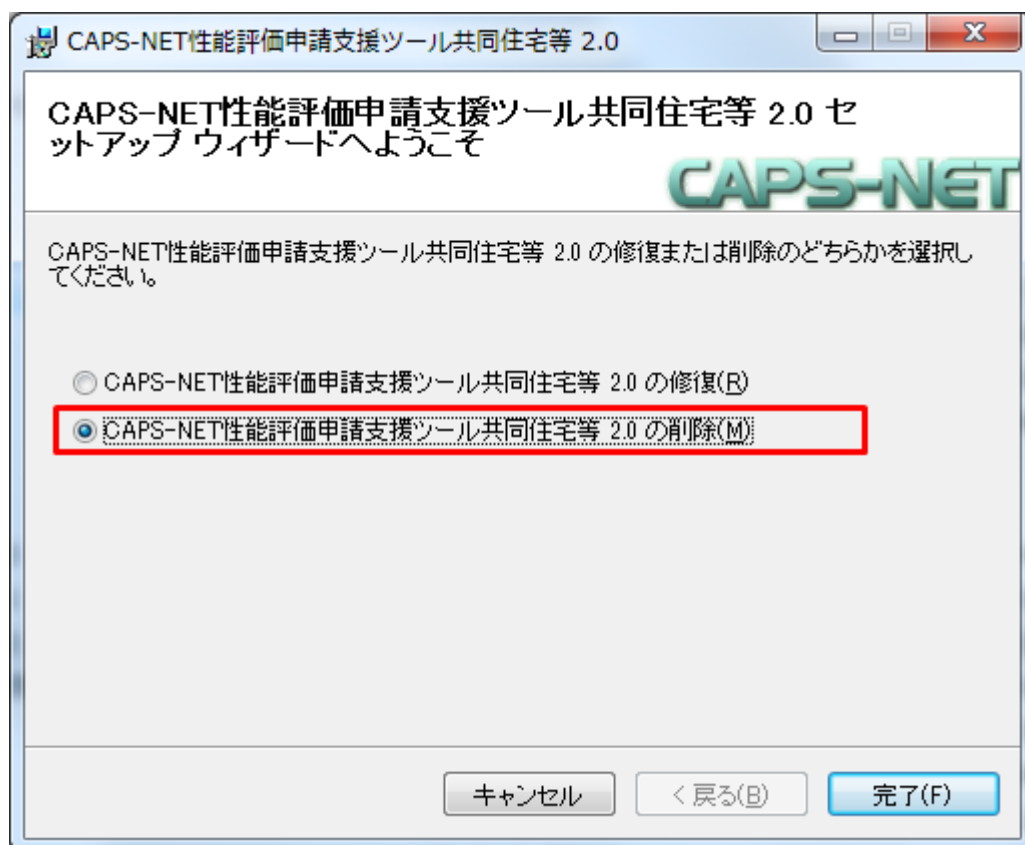 CAPS-NET性能評価申請支援ツール共同住宅等 2.0
CAPS-NET性能評価申請支援ツール共同住宅等 2.0 セ
ットアップ ウィザードへようこそ
CAPS-NET
CAPS-NET性能評価申請支援ツール共同住宅等 2.0 の修復または削除のどちらかを選択し
てください。
CAPS-NET性能評価申請支援ツール共同住宅等 2.0 の修復(R)
CAPS-NET性能評価申請支援ツール共同住宅等 2.0 の削除(M)
キャンセル
< 戻る(B)
完了(F)